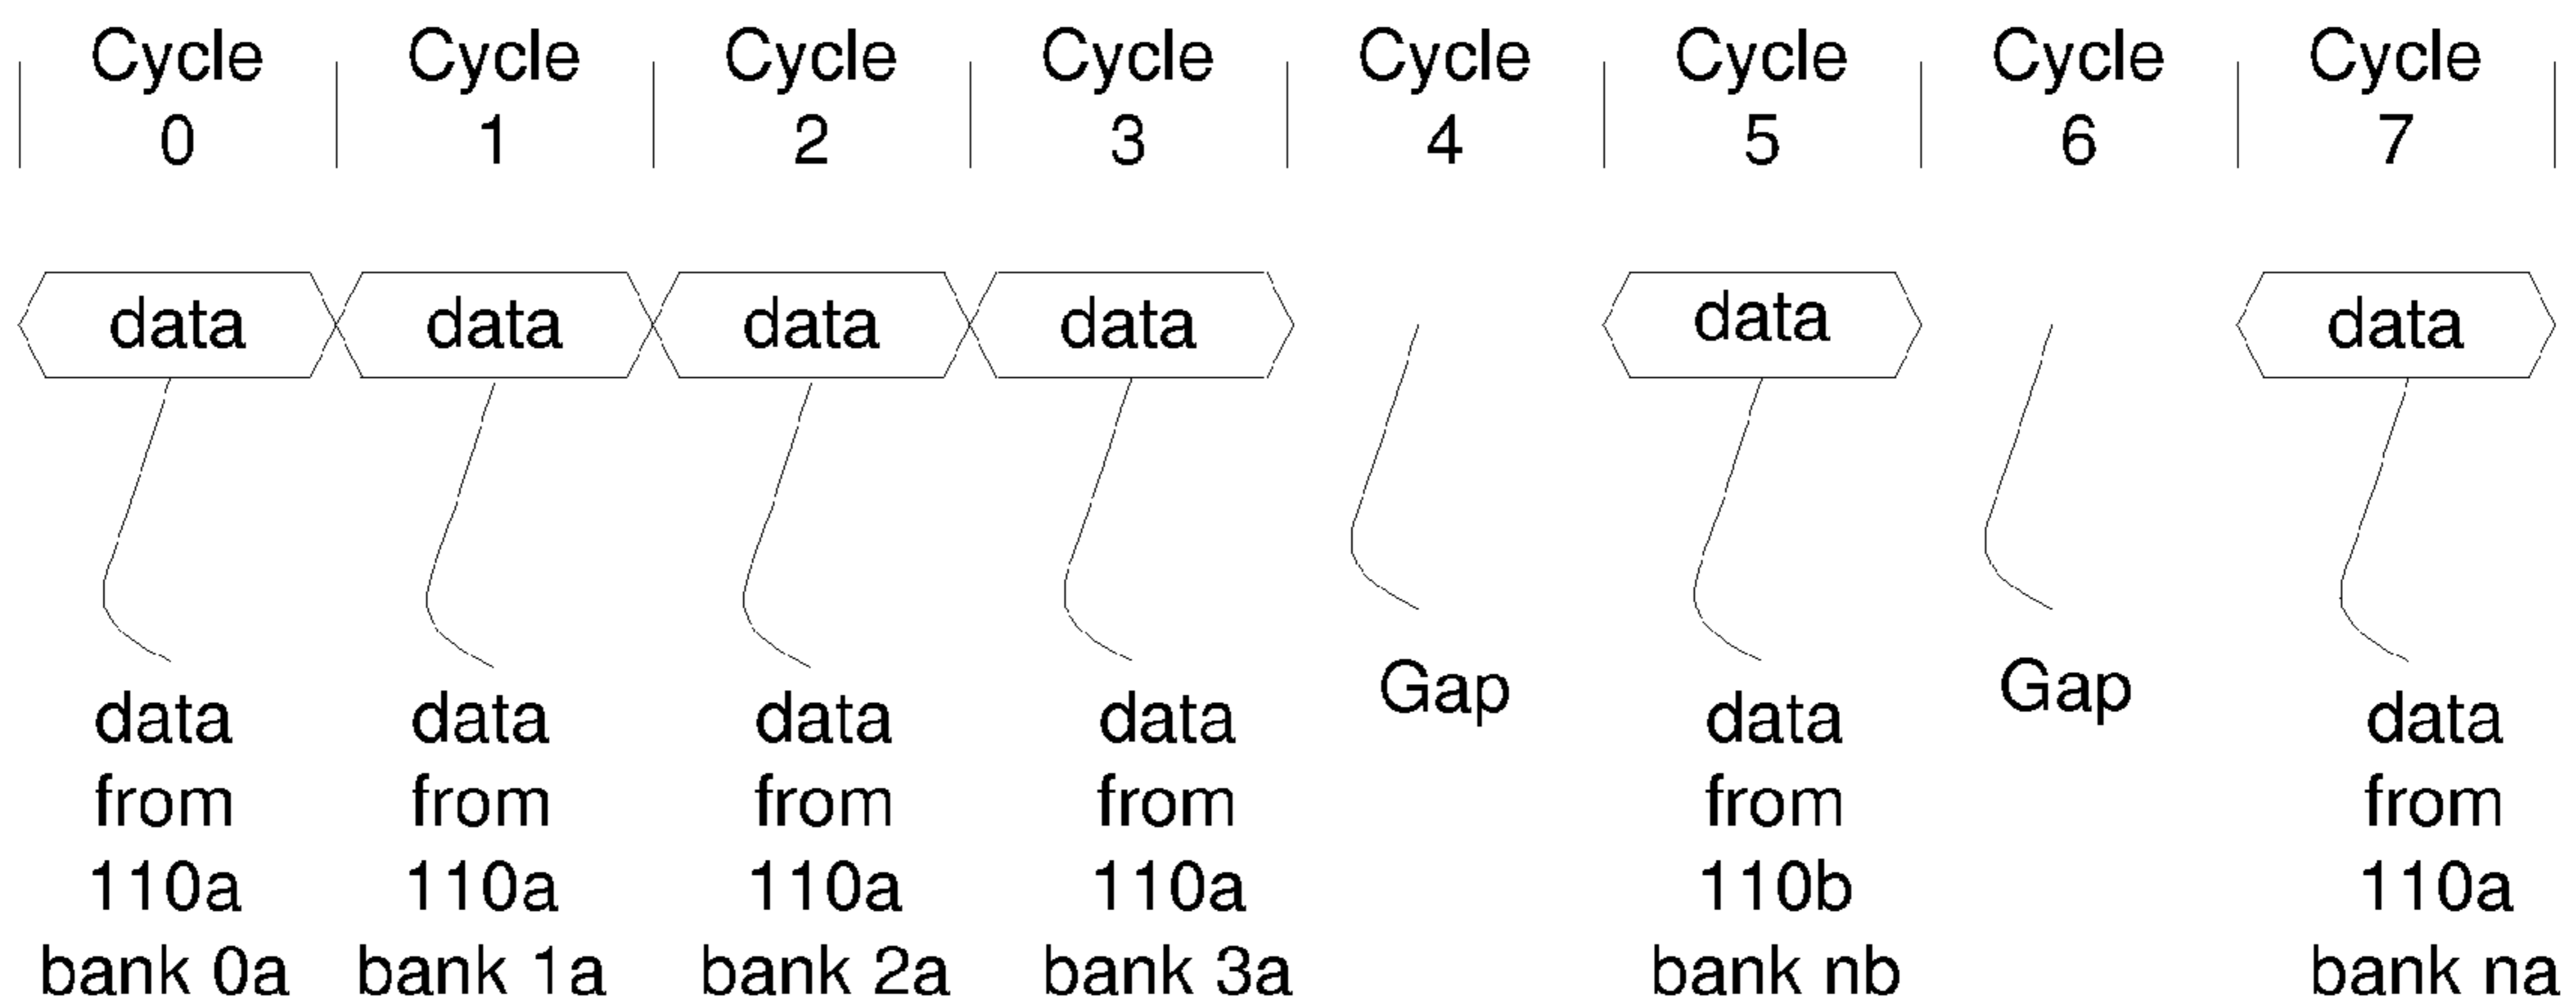 Cycle Cycle Cycle Cycle Cycle Cycle Cycle Cycle
0 1 2 3 4 5 6 7
data data data data data data
Gap Gap
data data data data data data
from from from from from from
110a 110a 110a 110a 110b 110a
bank 0a bank 1a bank 2a bank 3a bank nb bank na